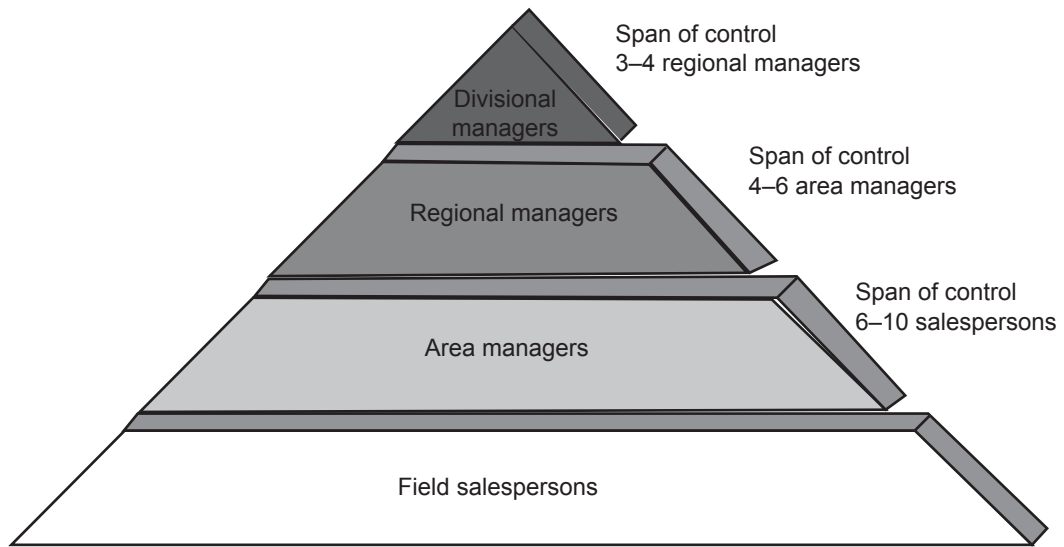 Span of control
3–4 regional managers
Divisional
managers
Span of control
4–6 area managers
Regional managers
Span of control
6–10 salespersons
Area managers
Field salespersons